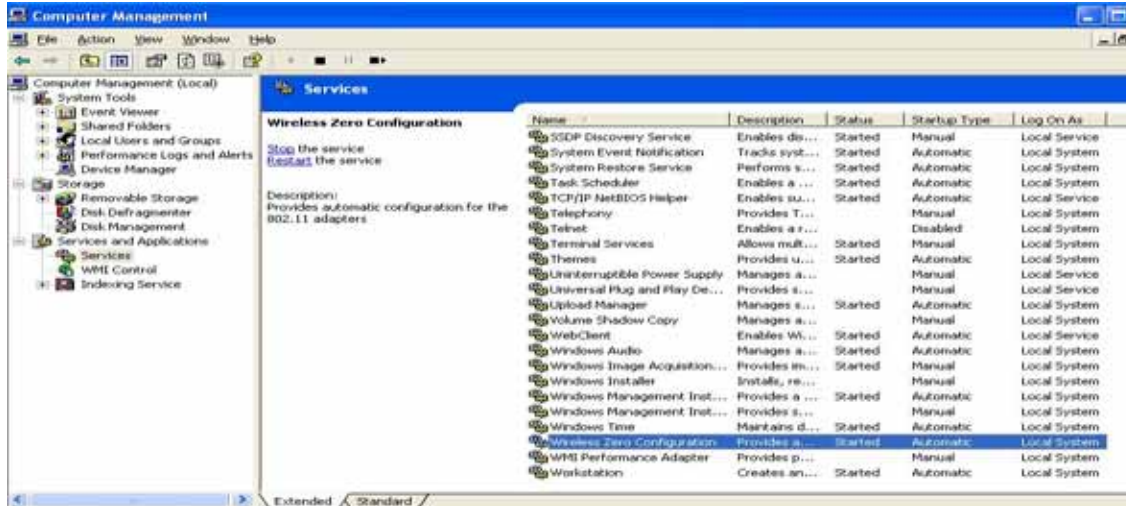 Computer Management
File Action View Window Help
Computer Management (Local)
System Tools
Event Viewer
Shared Folders
Local Users and Groups
Performance Logs and Alerts
Device Manager
Storage
Removable Storage
Disk Defragmenter
Disk Management
Services and Applications
Services
WMI Control
Indexing Service
Services
Wireless Zero Configuration
Stop the service
Restart the service
Description:
Provides automatic configuration for the
802.11 adapters
Name Description Status Startup Type Log On As
SSDP Discovery Service Enables dis... Started Manual Local Service
System Event Notification Tracks syst... Started Automatic Local System
System Restore Service Performs s... Started Automatic Local System
Task Scheduler Enables a ... Started Automatic Local System
TCP/IP NetBIOS Helper Enables su... Started Automatic Local Service
Telephony Provides T... Manual Local System
Telnet Enables a r... Disabled Local System
Terminal Services Allows mult... Started Manual Local System
Themes Provides u... Started Automatic Local System
Uninterruptible Power Supply Manages a... Manual Local Service
Universal Plug and Play De... Provides s... Manual Local Service
Upload Manager Manages s... Started Automatic Local System
Volume Shadow Copy Manages a... Manual Local System
WebClient Enables Wi... Started Automatic Local Service
Windows Audio Manages a... Started Automatic Local System
Windows Image Acquisition... Provides im... Started Manual Local System
Windows Installer Installs, re... Manual Local System
Windows Management Inst... Provides a ... Started Automatic Local System
Windows Management Inst... Provides s... Manual Local System
Windows Time Maintains d... Started Automatic Local System
Wireless Zero Configuration Provides a... Started Automatic Local System
WMI Performance Adapter Provides p... Manual Local System
Workstation Creates an... Started Automatic Local System
Extended Standard